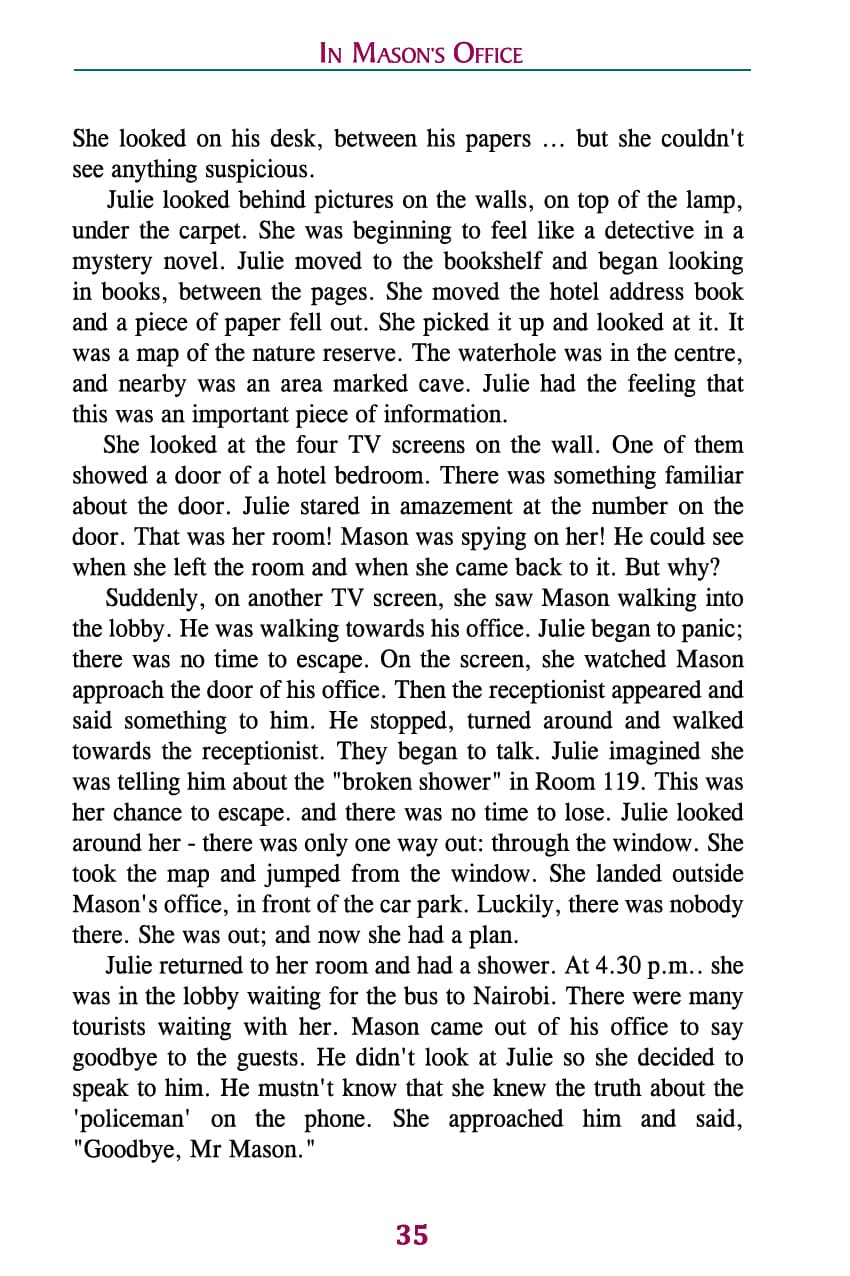 IN MASON'S OFFICE
She looked on his desk, between his papers ... but she couldn't
see anything suspicious.
Julie looked behind pictures on the walls, on top of the lamp,
under the carpet. She was beginning to feel like a detective in a
mystery novel. Julie moved to the bookshelf and began looking
in books, between the pages. She moved the hotel address book
and a piece of paper fell out. She picked it up and looked at it. It
was a map of the nature reserve. The waterhole was in the centre,
and nearby was an area marked cave. Julie had the feeling that
this was an important piece of information.
She looked at the four TV screens on the wall. One of them
showed a door of a hotel bedroom. There was something familiar
about the door. Julie stared in amazement at the number on the
door. That was her room! Mason was spying on her! He could see
when she left the room and when she came back to it. But why?
Suddenly, on another TV screen, she saw Mason walking into
the lobby. He was walking towards his office. Julie began to panic;
there was no time to escape. On the screen, she watched Mason
approach the door of his office. Then the receptionist appeared and
said something to him. He stopped, turned around and walked
towards the receptionist. They began to talk. Julie imagined she
was telling him about the "broken shower" in Room 119. This was
her chance to escape. and there was no time to lose. Julie looked
around her - there was only one way out: through the window. She
took the map and jumped from the window. She landed outside
Mason's office, in front of the car park. Luckily, there was nobody
there. She was out; and now she had a plan.
Julie returned to her room and had a shower. At 4.30 p.m.. she
was in the lobby waiting for the bus to Nairobi. There were many
tourists waiting with her. Mason came out of his office to say
goodbye to the guests. He didn't look at Julie so she decided to
speak to him. He mustn't know that she knew the truth about the
'policeman' on the phone. She approached him and said,
"Goodbye, Mr Mason."
35